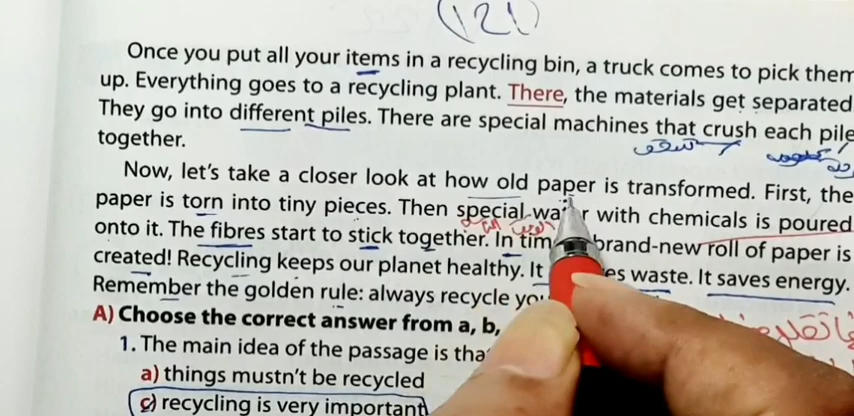 (121)
Once you put all your items in a recycling bin, a truck comes to pick them
up. Everything goes to a recycling plant. There, the materials get separated
They go into different piles. There are special machines that crush each pile
together.
Now, let's take a closer look at how old paper is transformed. First, the
paper is torn into tiny pieces. Then special with chemicals is poured
onto it. The fibres start to stick together. In brand-new roll of paper is
created! Recycling keeps our planet healthy. It waste. It saves energy.
Remember the golden rule: always recycle
A) Choose the correct answer from a, b,
1. The main idea of the passage is
a) things mustn't be recycled
c) recycling is very important